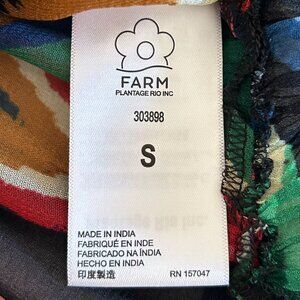 FARM
PLANTAGE RIO INC
303898
S
MADE IN INDIA
FABRIQUÉ EN INDE
FABRICADO NA ÍNDIA
HECHO EN INDIA
印度製造
RN 157047